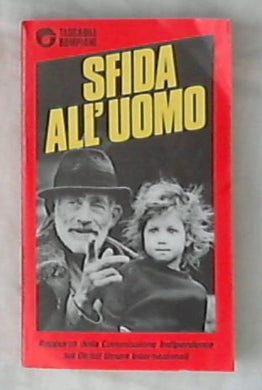 TASCABILI
BOMPIANI
SFIDA
ALL'UOMO
Rapporto della Commissione Indipendente
sui Diritti Umani Internazionali